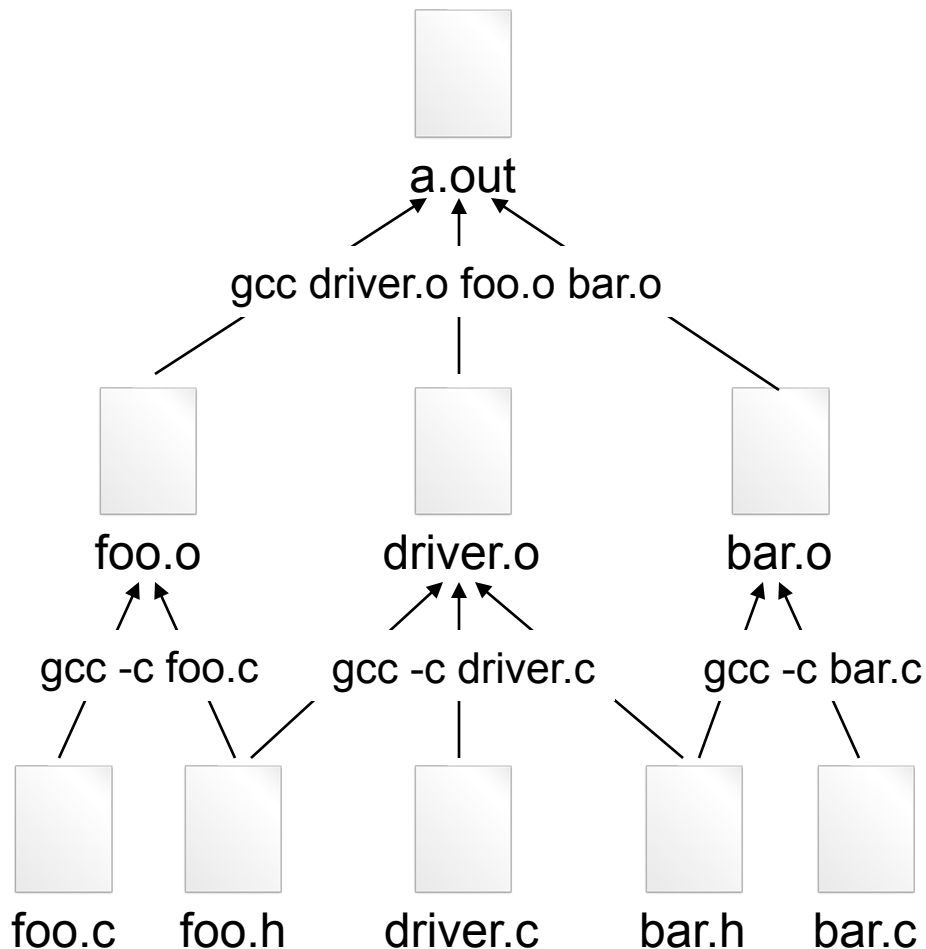 a.out
gcc driver.o foo.o bar.o
foo.o driver.o bar.o
gcc -c foo.c gcc -c driver.c gcc -c bar.c
foo.c foo.h driver.c bar.h bar.c